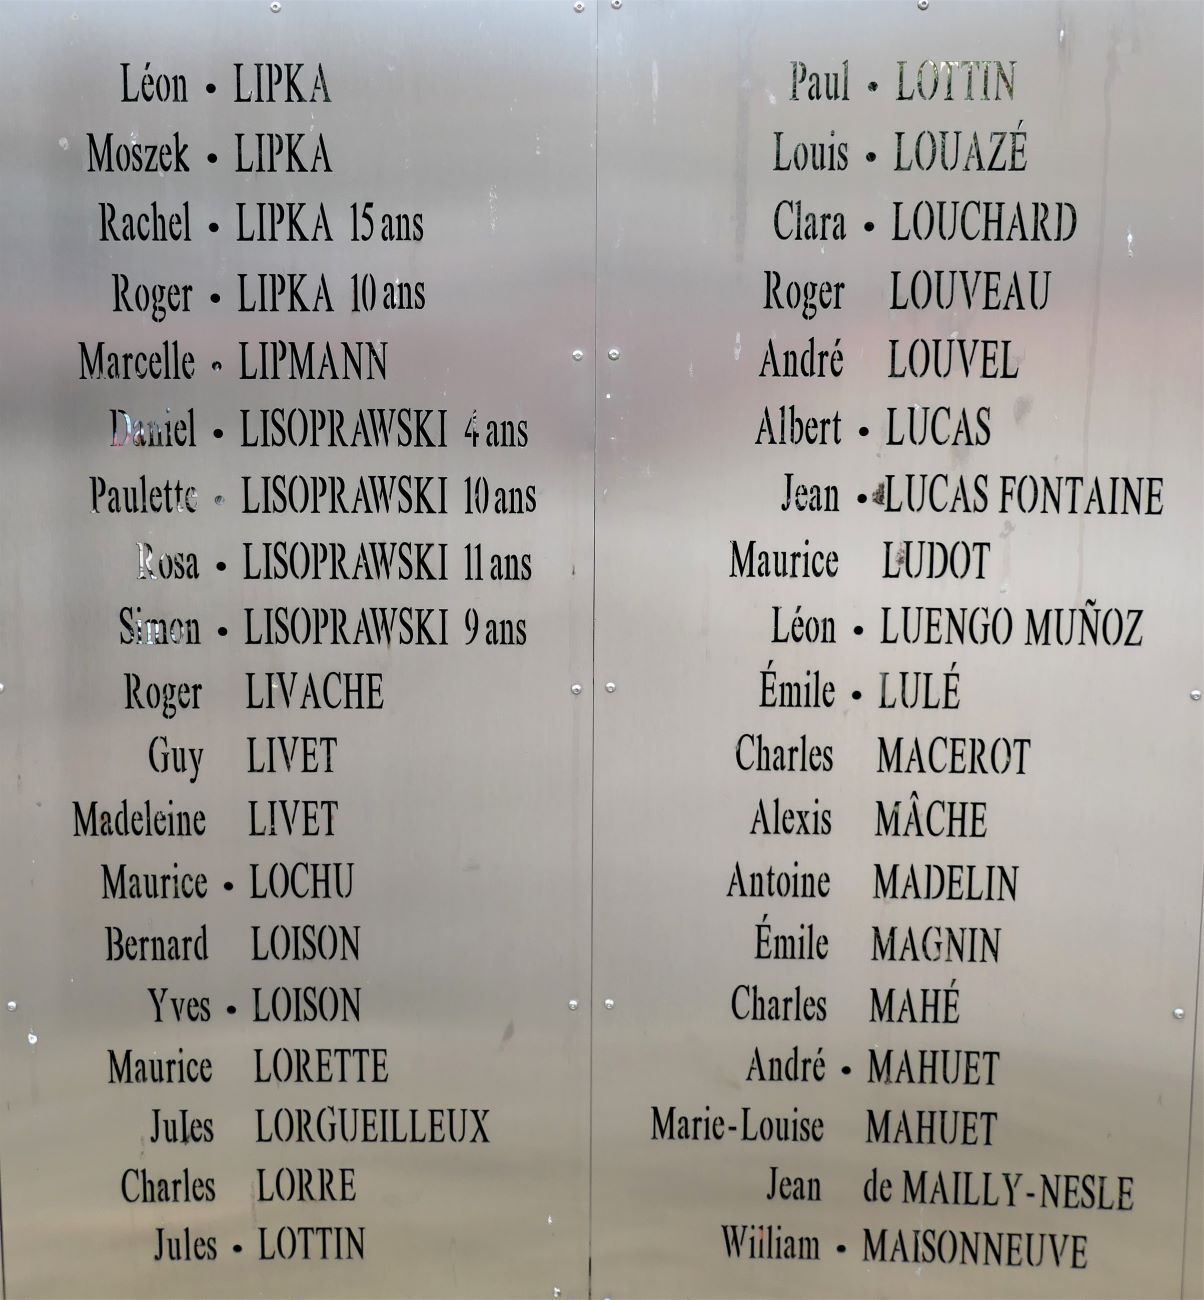 Léon • LIPKA
Moszek • LIPKA
Rachel • LIPKA 15 ans
Roger • LIPKA 10 ans
Marcelle • LIPMANN
Daniel • LISOPRAWSKI 4 ans
Paulette • LISOPRAWSKI 10 ans
Rosa • LISOPRAWSKI 11 ans
Simon • LISOPRAWSKI 9 ans
Roger LIVACHE
Guy LIVET
Madeleine LIVET
Maurice • LOCHU
Bernard LOISON
Yves • LOISON
Maurice LORETTE
Jules LORGUEILLEUX
Charles LORRE
Jules • LOTTIN
Paul • LOTTIN
Louis • LOUAZÉ
Clara • LOUCHARD
Roger LOUVEAU
André LOUVEL
Albert • LUCAS
Jean • LUCAS FONTAINE
Maurice LUDOT
Léon • LUENGO MUÑOZ
Émile • LULÉ
Charles MACEROT
Alexis MÂCHE
Antoine MADELIN
Émile MAGNIN
Charles MAHÉ
André • MAHUET
Marie-Louise MAHUET
Jean de MAILLY-NESLE
William • MAISONNEUVE